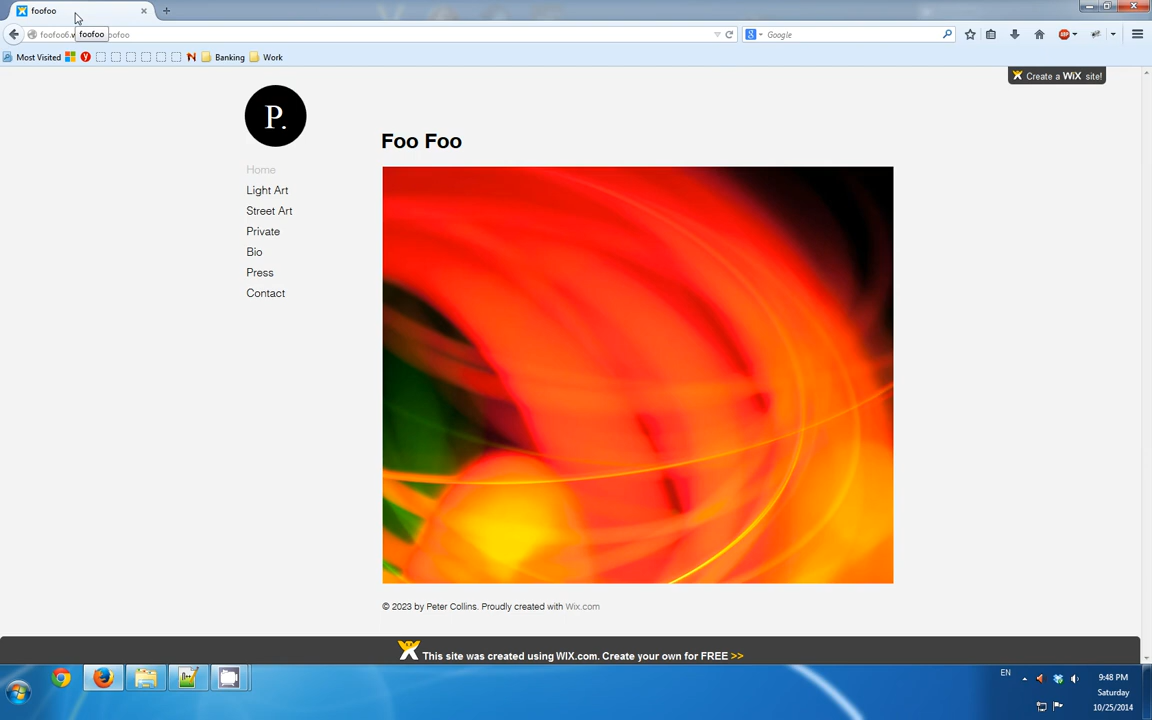 foofoo
foofoo6.w
foofoo
ofoo
Google
Most Visited
Banking
Work
Create a WiX site!
P.
Foo Foo
Home
Light Art
Street Art
Private
Bio
Press
Contact
© 2023 by Peter Collins. Proudly created with Wix.com
This site was created using WIX.com. Create your own for FREE >>
EN
9:48 PM
Saturday
10/25/2014